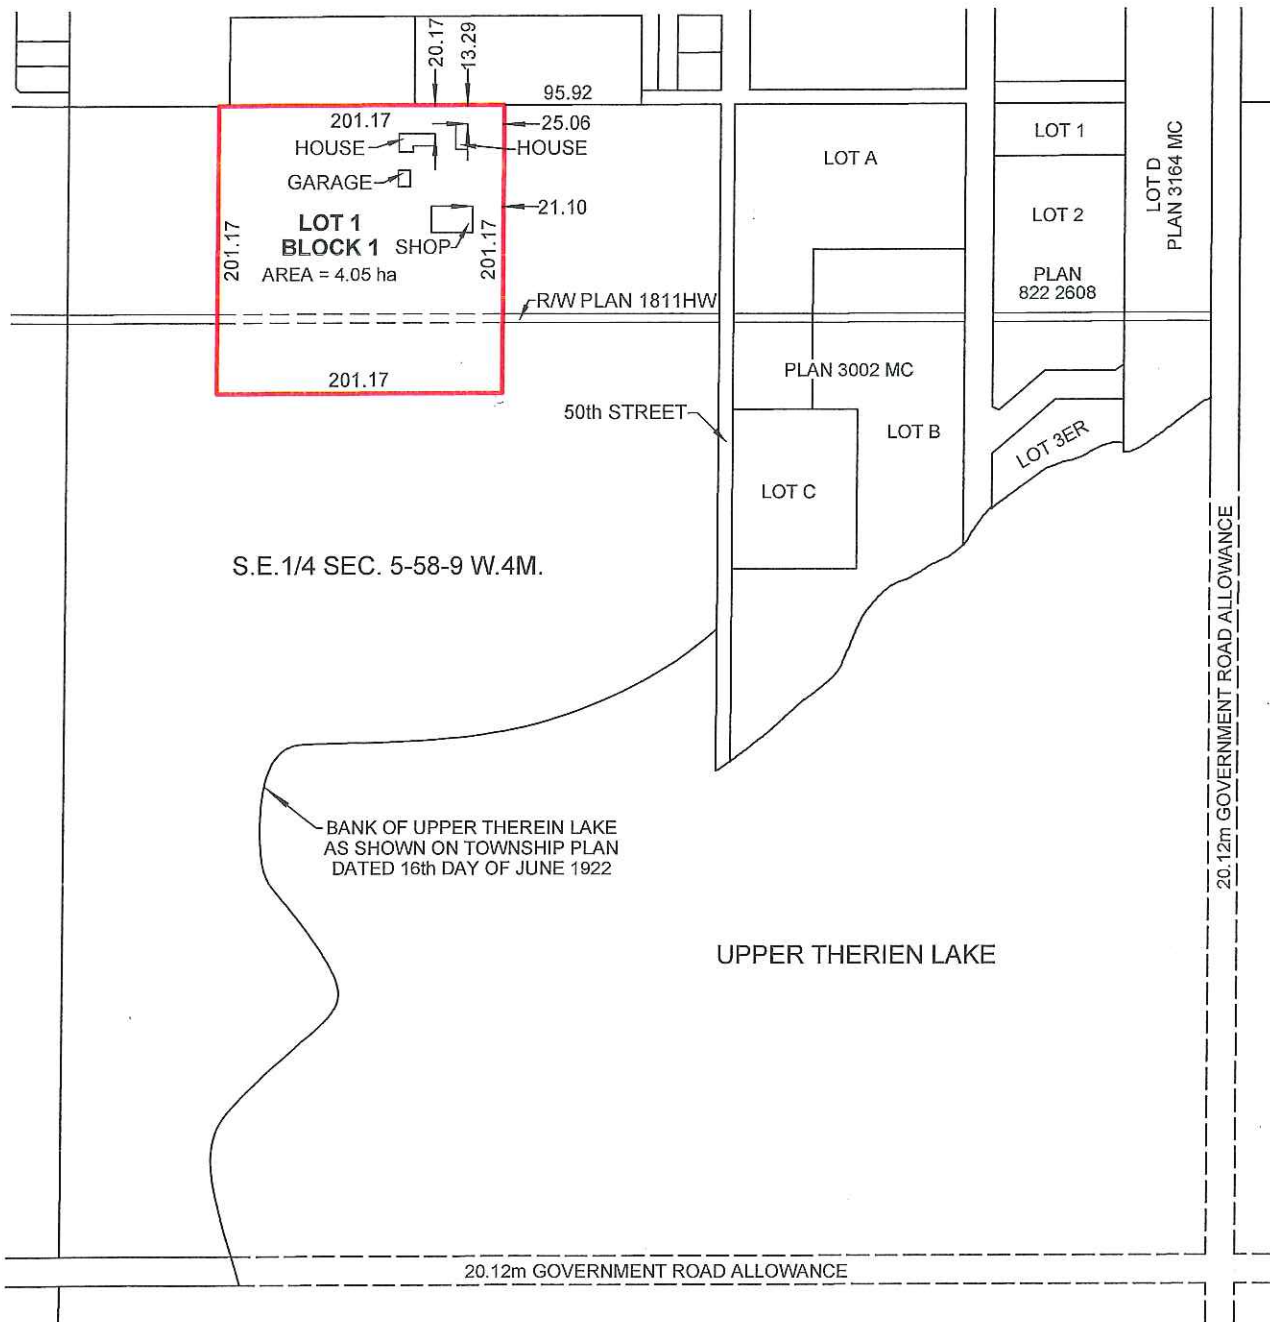 20.17
13.29
95.92
201.17
25.06
HOUSE
HOUSE
GARAGE
21.10
LOT 1
BLOCK 1
SHOP
AREA = 4.05 ha
201.17
201.17
R/W PLAN 1811HW
201.17
LOT A
LOT 1
LOT 2
PLAN
822 2608
LOT D
PLAN 3164 MC
PLAN 3002 MC
50th STREET
LOT B
LOT 3ER
LOT C
S.E.1/4 SEC. 5-58-9 W.4M.
20.12m GOVERNMENT ROAD ALLOWANCE
BANK OF UPPER THEREIN LAKE
AS SHOWN ON TOWNSHIP PLAN
DATED 16th DAY OF JUNE 1922
UPPER THERIEN LAKE
20.12m GOVERNMENT ROAD ALLOWANCE